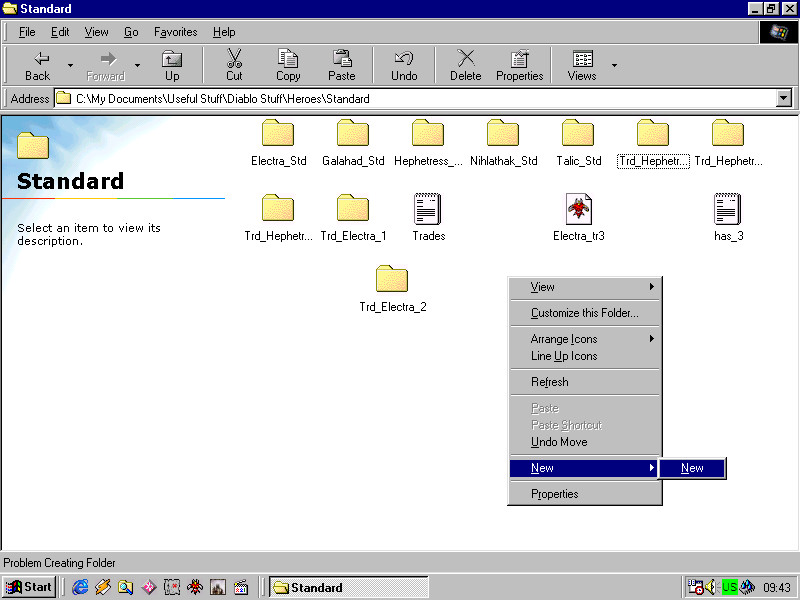 Standard
File Edit View Go Favorites Help
Back Forward Up Cut Copy Paste Undo Delete Properties Views
Address C:\My Documents\Useful Stuff\Diablo Stuff\Heroes\Standard
Standard
Select an item to view its
description.
Electra_Std Galahad_Std Hephetress_... Nihlathak_Std Talic_Std Trd_Hephetr... Trd_Hephetr...
Trd_Hephetr... Trd_Electra_1 Trades Electra_tr3 has_3
Trd_Electra_2
View
Customize this Folder...
Arrange Icons
Line Up Icons
Refresh
Paste
Paste Shortcut
Undo Move
New New
Properties
Problem Creating Folder
Start Standard US 09:43